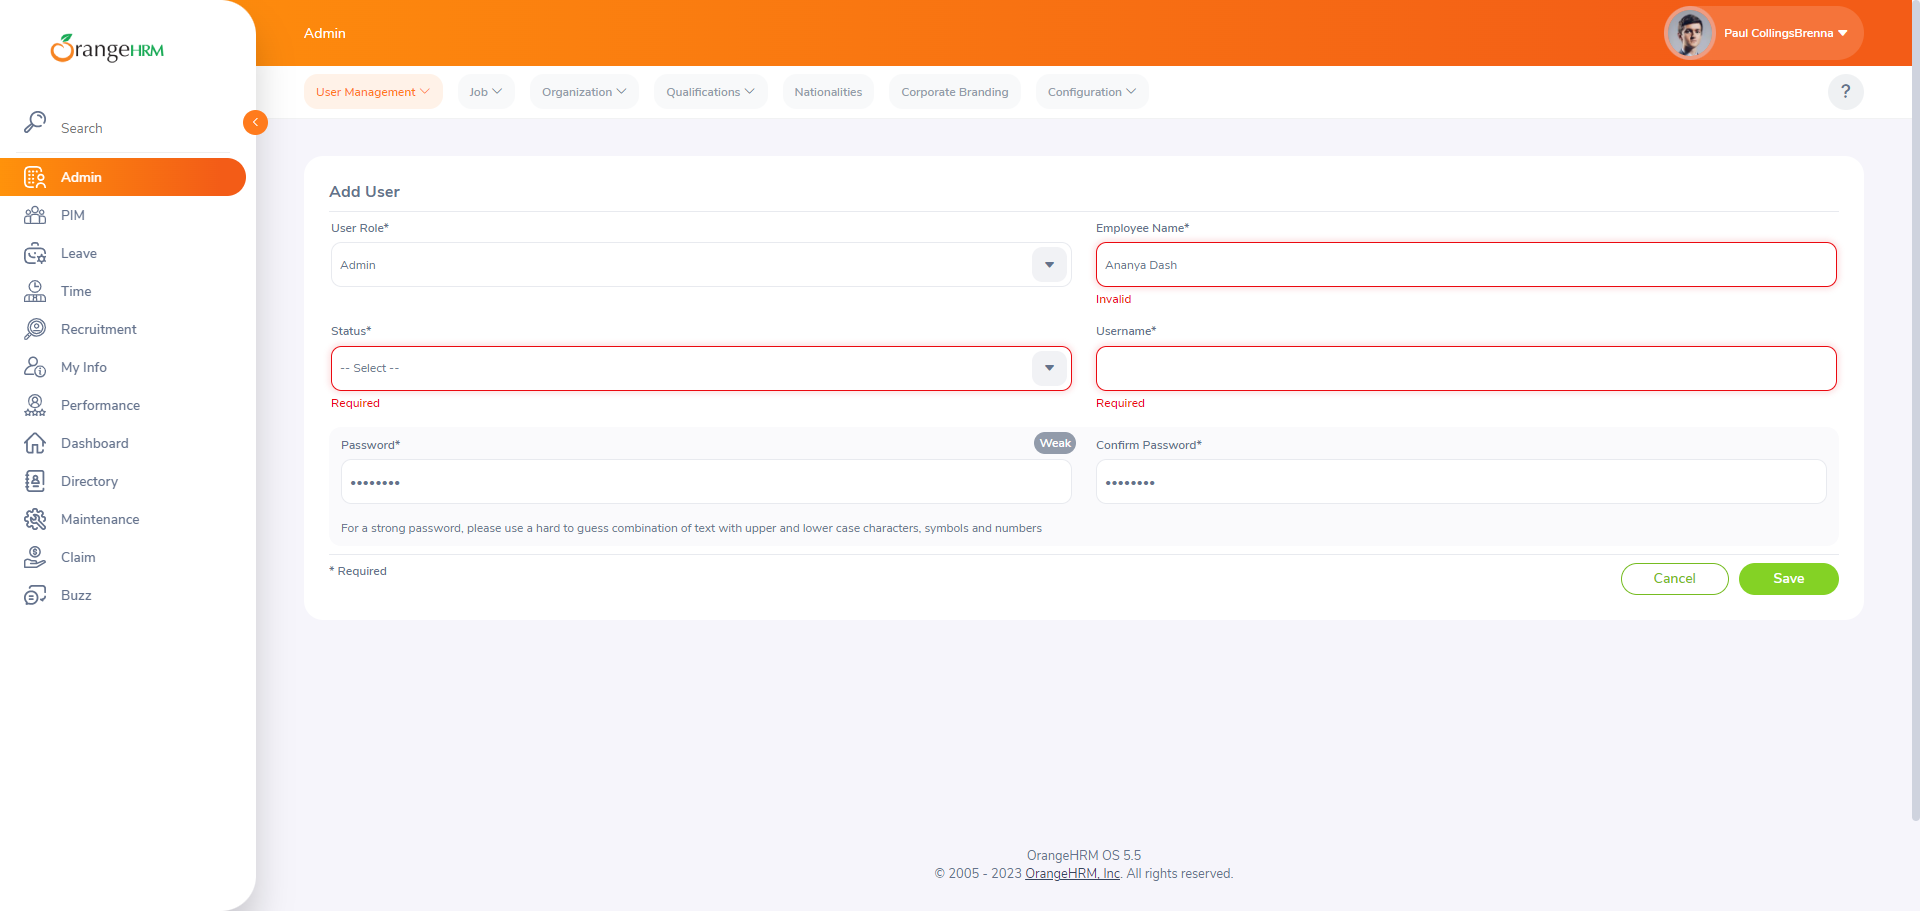 OrangeHRM
Admin
Paul CollingsBrenna
User Management
Job
Organization
Qualifications
Nationalities
Corporate Branding
Configuration
?
Search
Admin
PIM
Leave
Time
Recruitment
My Info
Performance
Dashboard
Directory
Maintenance
Claim
Buzz
Add User
User Role*
Admin
Employee Name*
Ananya Dash
Invalid
Status*
-- Select --
Required
Username*
Required
Password*
Weak
••••••••
Confirm Password*
••••••••
For a strong password, please use a hard to guess combination of text with upper and lower case characters, symbols and numbers
* Required
Cancel
Save
OrangeHRM OS 5.5
© 2005 - 2023 OrangeHRM, Inc. All rights reserved.